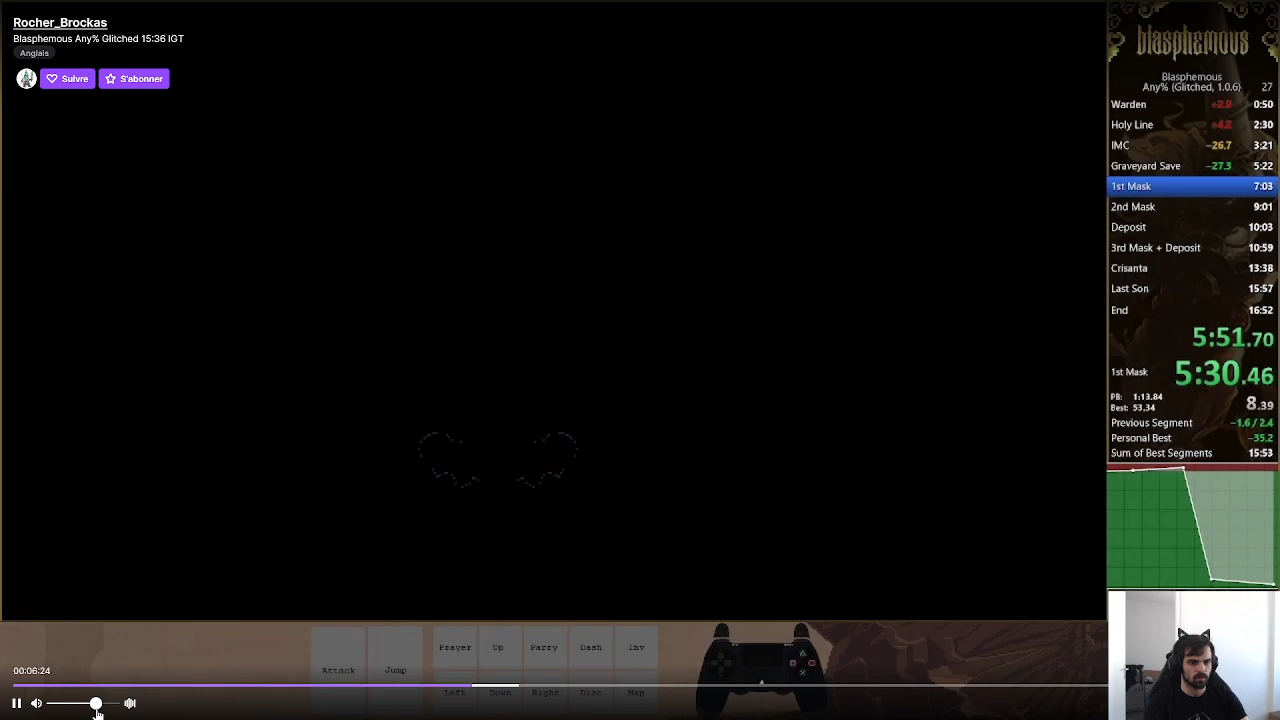 Rocher_Brockas
Blasphemous Any% Glitched 15:36 IGT
Anglais
Suivre S'abonner
blasphemous
Blasphemous
Any% (Glitched, 1.0.6) 27
Warden +2.9 0:50
Holy Line +4.2 2:30
IMC −26.7 3:21
Graveyard Save −27.3 5:22
1st Mask 7:03
2nd Mask 9:01
Deposit 10:03
3rd Mask + Deposit 10:59
Crisanta 13:38
Last Son 15:57
End 16:52
5:51.70
1st Mask 5:30.46
PB: 1:13.84
Best: 53.34 8.39
Previous Segment −1.6 / 2.4
Personal Best −35.2
Sum of Best Segments 15:53
Attack Jump Prayer Up Parry Dash Inv
Left Down Right Disc Map
00:06:24